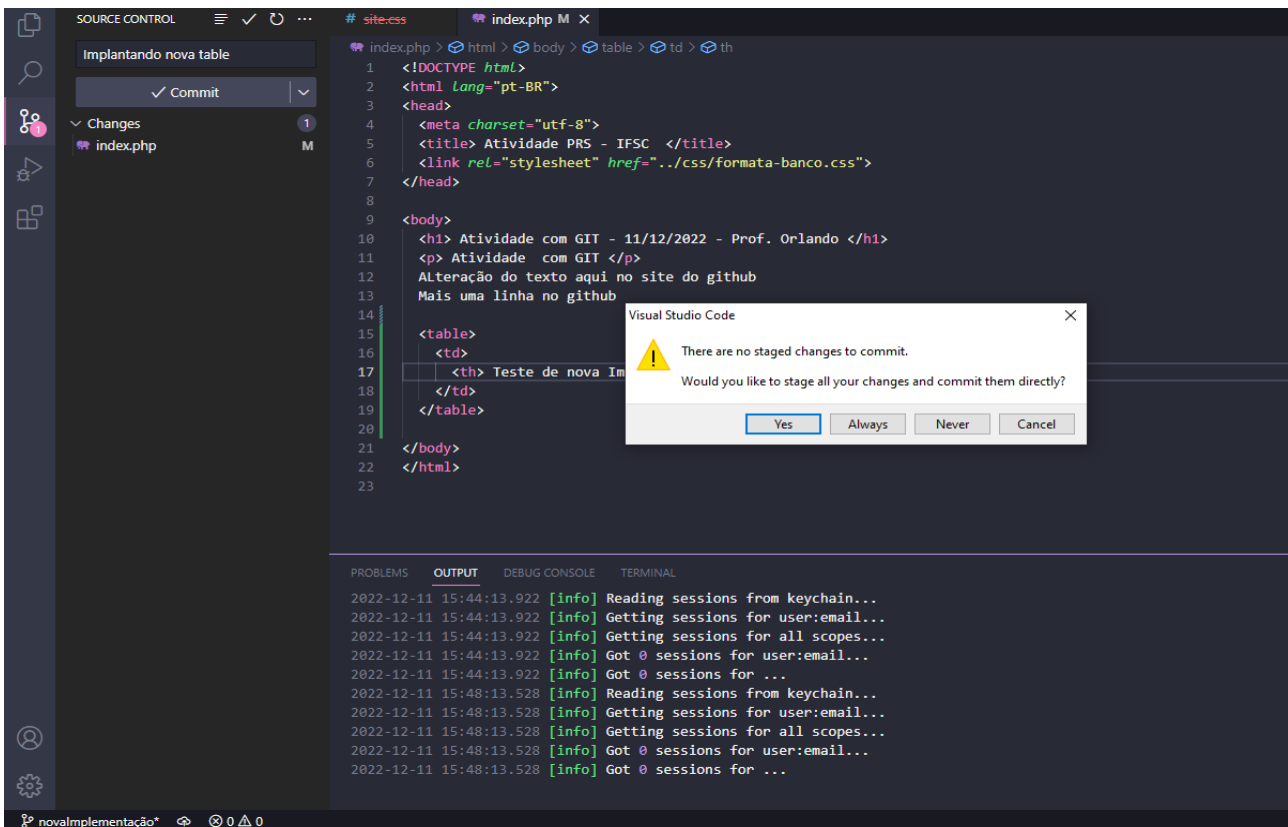 SOURCE CONTROL
Implantando nova table
Commit
Changes 1
index.php M
1
# site.css index.php M
index.php > html > body > table > td > th
1 <!DOCTYPE html>
2 <html lang="pt-BR">
3 <head>
4 <meta charset="utf-8">
5 <title> Atividade PRS - IFSC </title>
6 <link rel="stylesheet" href="../css/formata-banco.css">
7 </head>
8
9 <body>
10 <h1> Atividade com GIT - 11/12/2022 - Prof. Orlando </h1>
11 <p> Atividade com GIT </p>
12 ALteração do texto aqui no site do github
13 Mais uma linha no github
14
15 <table>
16 <td>
17 <th> Teste de nova Im
18 </td>
19 </table>
20
21 </body>
22 </html>
23
Visual Studio Code
There are no staged changes to commit.
Would you like to stage all your changes and commit them directly?
Yes Always Never Cancel
PROBLEMS OUTPUT DEBUG CONSOLE TERMINAL
2022-12-11 15:44:13.922 [info] Reading sessions from keychain...
2022-12-11 15:44:13.922 [info] Getting sessions for user:email...
2022-12-11 15:44:13.922 [info] Getting sessions for all scopes...
2022-12-11 15:44:13.922 [info] Got 0 sessions for user:email...
2022-12-11 15:44:13.922 [info] Got 0 sessions for ...
2022-12-11 15:48:13.528 [info] Reading sessions from keychain...
2022-12-11 15:48:13.528 [info] Getting sessions for user:email...
2022-12-11 15:48:13.528 [info] Getting sessions for all scopes...
2022-12-11 15:48:13.528 [info] Got 0 sessions for user:email...
2022-12-11 15:48:13.528 [info] Got 0 sessions for ...
novaImplementação* 0 0